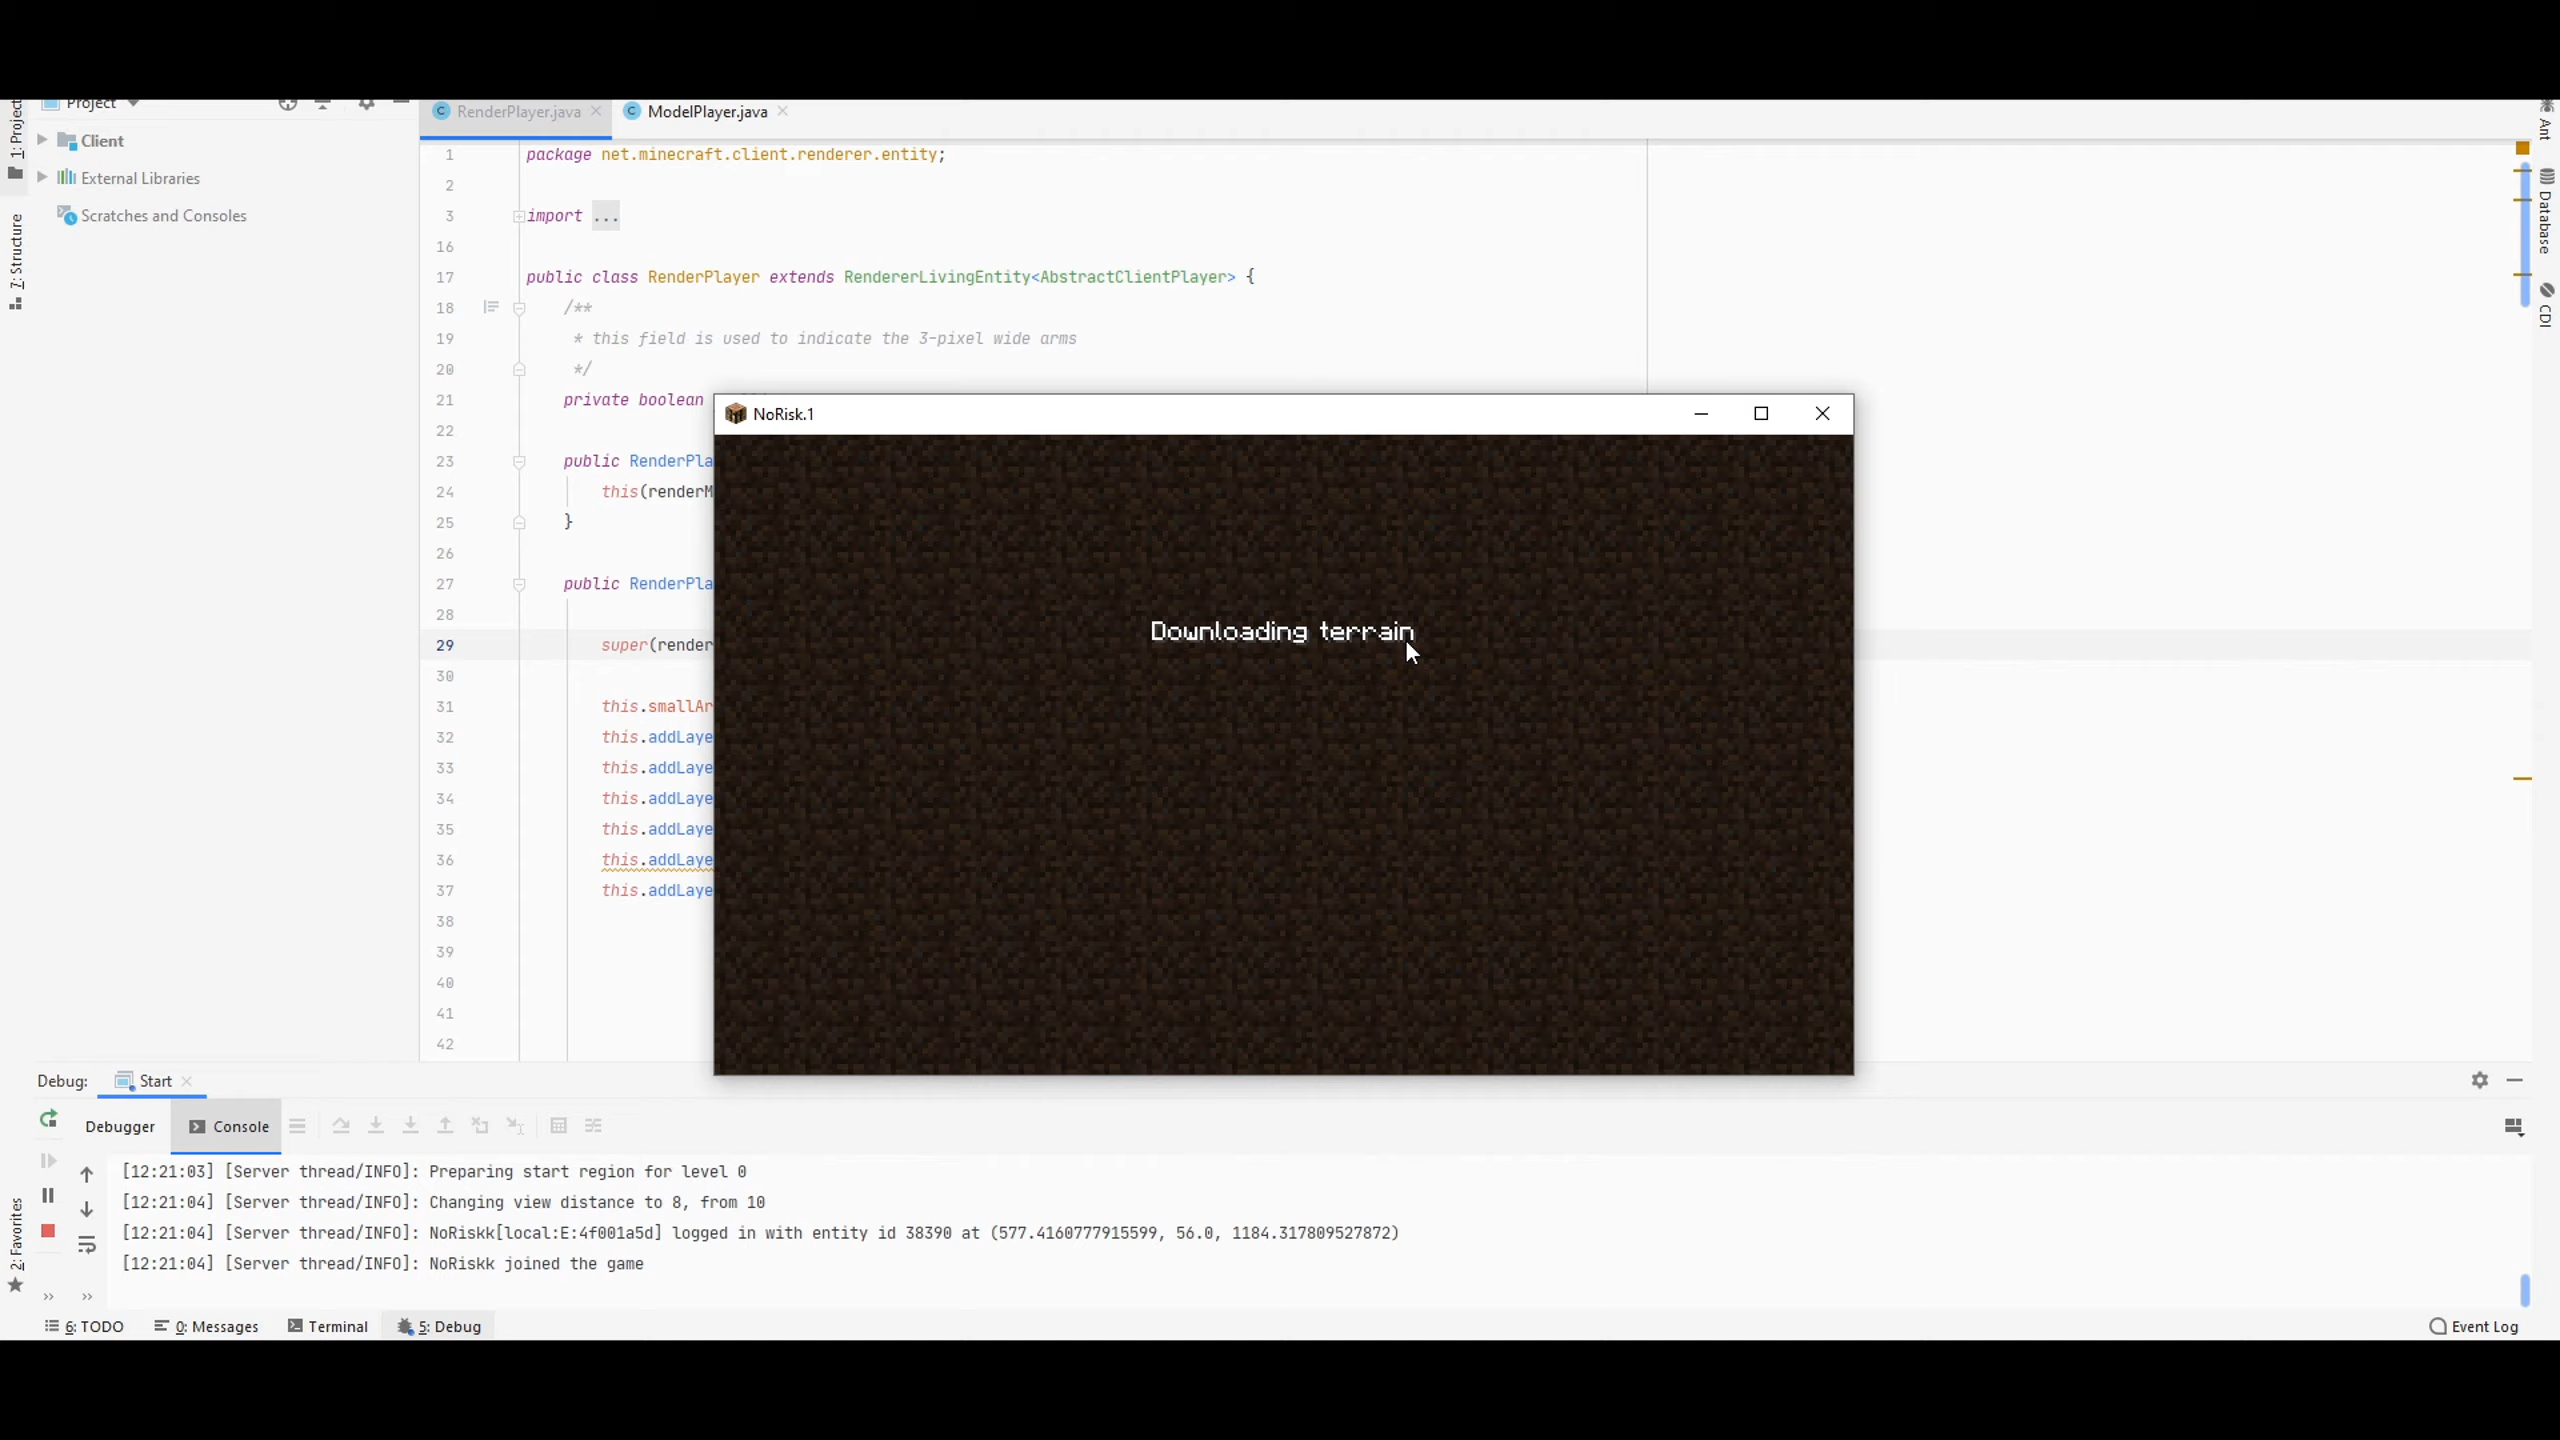 1: Project
Project
RenderPlayer.java
ModelPlayer.java
Client
External Libraries
Scratches and Consoles
7: Structure
Ant
Database
CDI
1 package net.minecraft.client.renderer.entity;
2
3 import ...
16
17 public class RenderPlayer extends RendererLivingEntity<AbstractClientPlayer> {
18 /**
19 * this field is used to indicate the 3-pixel wide arms
20 */
21 private boolean
22
23 public RenderPla
24 this(renderM
25 }
26
27 public RenderPla
28
29 super(render
30
31 this.smallAr
32 this.addLaye
33 this.addLaye
34 this.addLaye
35 this.addLaye
36 this.addLaye
37 this.addLaye
38
39
40
41
42
NoRisk.1
Downloading terrain
Debug: Start
Debugger Console
[12:21:03] [Server thread/INFO]: Preparing start region for level 0
[12:21:04] [Server thread/INFO]: Changing view distance to 8, from 10
[12:21:04] [Server thread/INFO]: NoRiskk[local:E:4f001a5d] logged in with entity id 38390 at (577.4160777915599, 56.0, 1184.317809527872)
[12:21:04] [Server thread/INFO]: NoRiskk joined the game
2: Favorites
6: TODO 0: Messages Terminal 5: Debug
Event Log